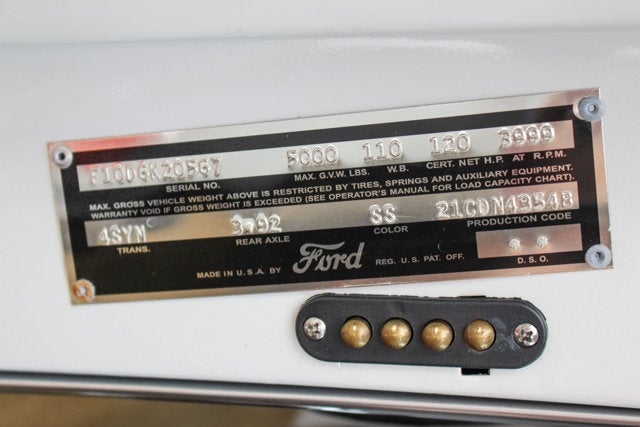 F10DGK20567 5000 110 120 3999
SERIAL NO. MAX. G.V.W. LBS. W.B. CERT. NET H.P. AT R.P.M.
MAX. GROSS VEHICLE WEIGHT ABOVE IS RESTRICTED BY TIRES, SPRINGS AND AUXILIARY EQUIPMENT.
WARRANTY VOID IF GROSS WEIGHT IS EXCEEDED (SEE OPERATOR'S MANUAL FOR LOAD CAPACITY CHART).
4SYN 3.92 SS 21CDN43548
TRANS. REAR AXLE COLOR PRODUCTION CODE
* *
MADE IN U.S.A. BY Ford REG. U.S. PAT. OFF. D.S.O.